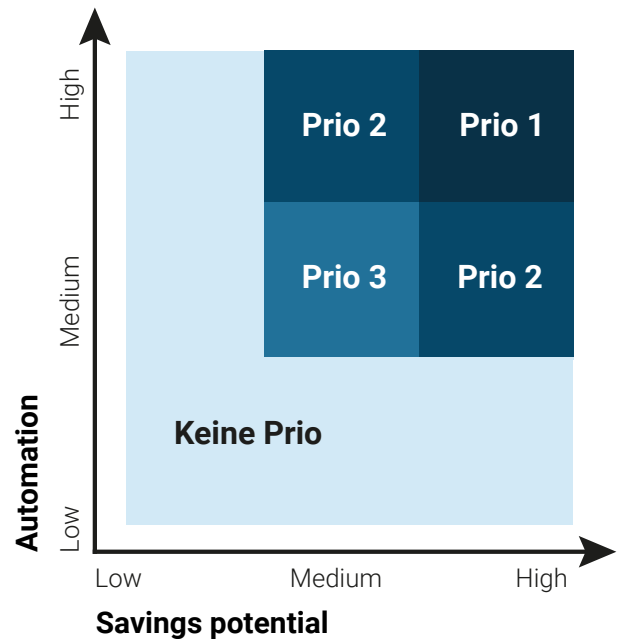 High
Prio 2
Prio 1
Medium
Prio 3
Prio 2
Automation
Keine Prio
Low
Low
Medium
High
Savings potential